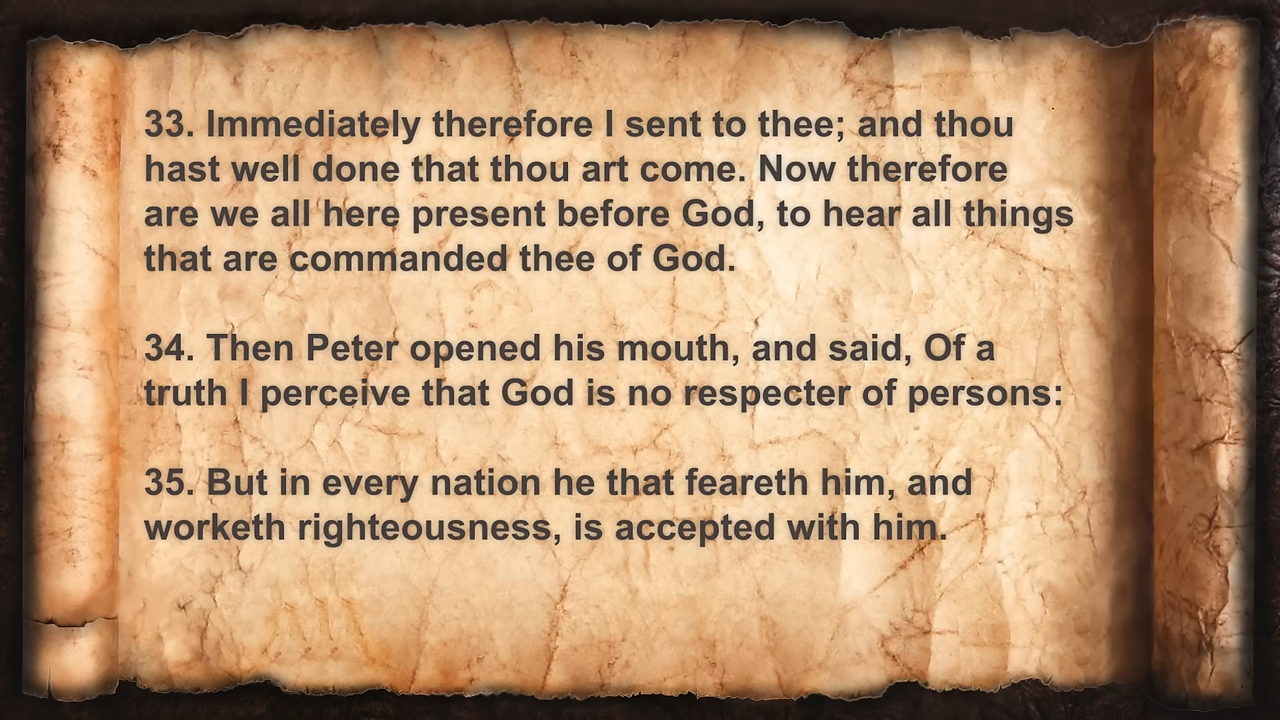 33. Immediately therefore I sent to thee; and thou
hast well done that thou art come. Now therefore
are we all here present before God, to hear all things
that are commanded thee of God.
34. Then Peter opened his mouth, and said, Of a
truth I perceive that God is no respecter of persons:
35. But in every nation he that feareth him, and
worketh righteousness, is accepted with him.